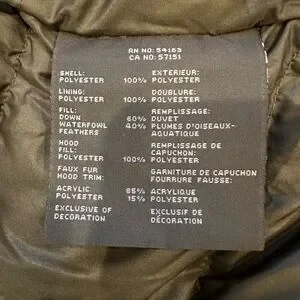 RN NO: 54163
CA NO: 57151
SHELL: EXTERIEUR:
POLYESTER 100% POLYESTER
LINING: DOUBLURE:
POLYESTER 100% POLYESTER
FILL: REMPLISSAGE:
DOWN 60% DUVET
WATERFOWL 40% PLUMES D'OISEAUX-
FEATHERS AQUATIQUE
HOOD REMPLISSAGE DE
FILL: CAPUCHON:
POLYESTER 100% POLYESTER
FAUX FUR GARNITURE DE CAPUCHON
HOOD TRIM: FOURRURE FAUSSE:
ACRYLIC 85% ACRYLIQUE
POLYESTER 15% POLYESTER
EXCLUSIVE OF EXCLUSIF DE
DECORATION DÉCORATION